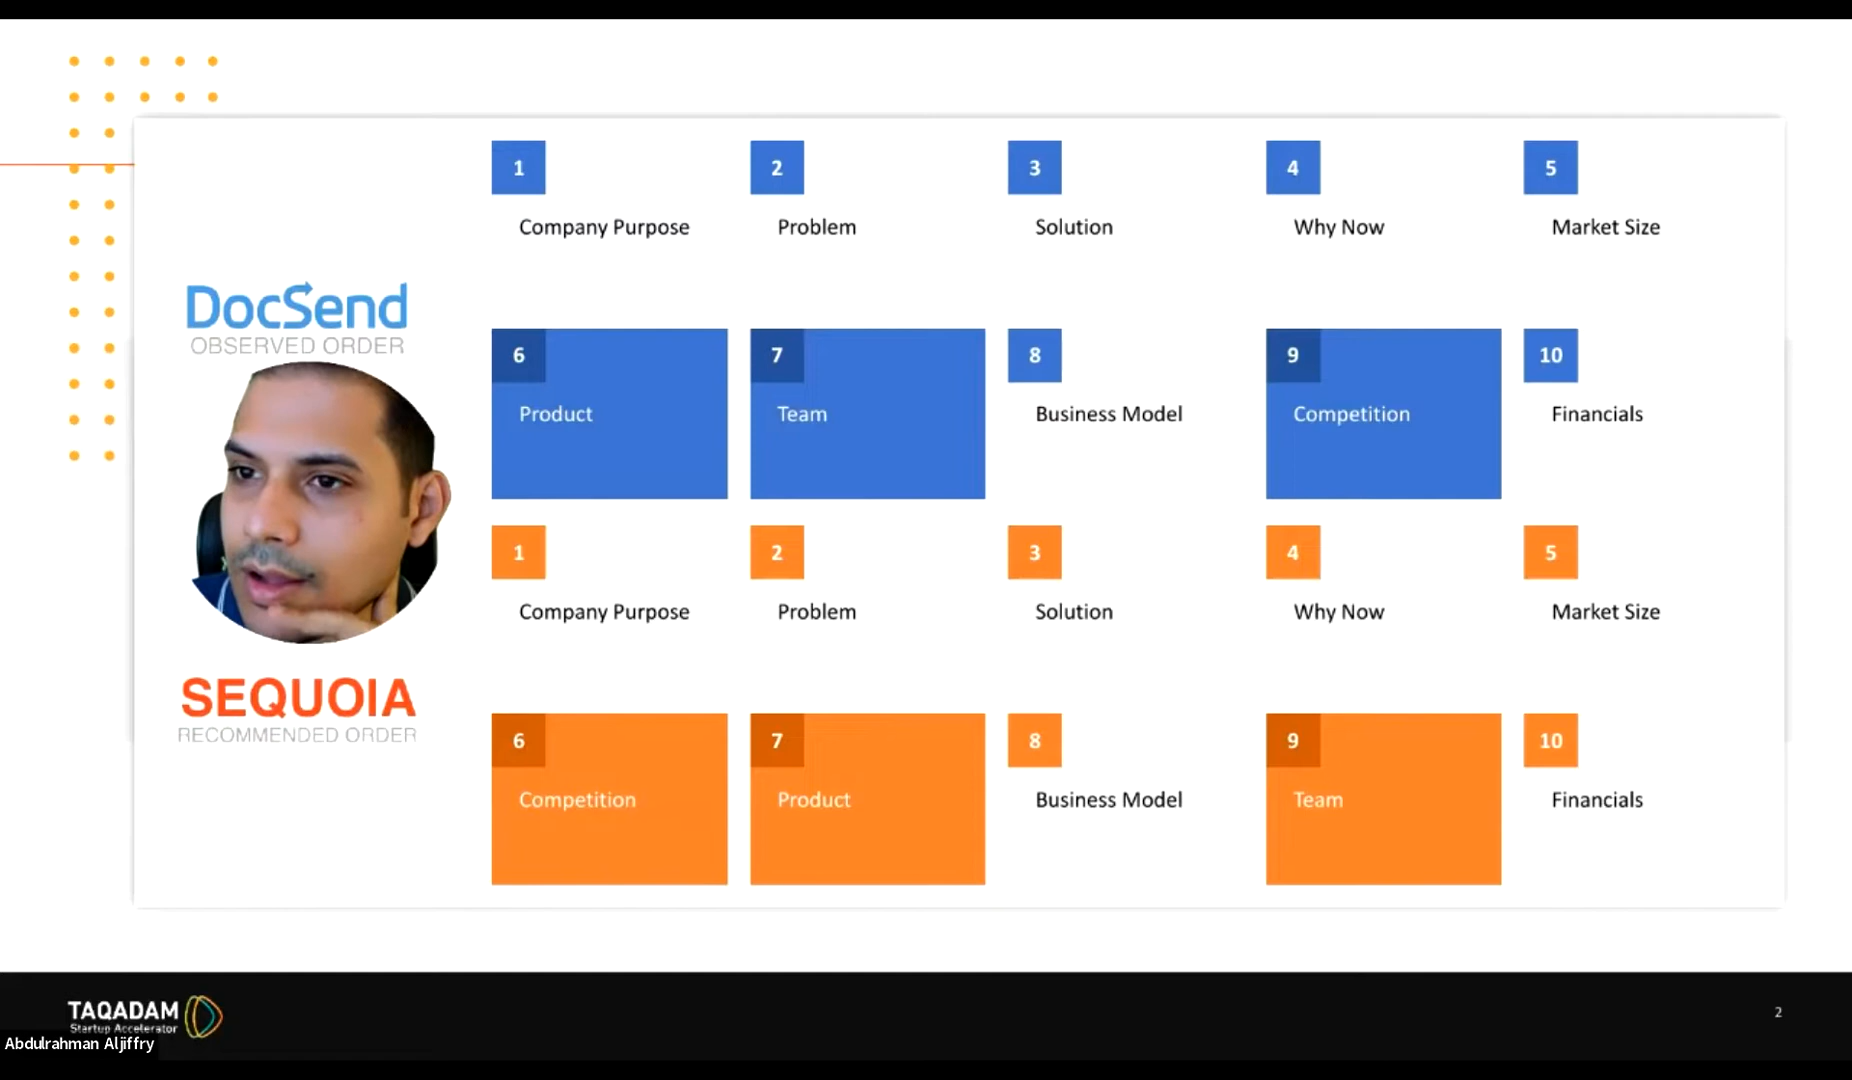 1
2
3
4
5
Company Purpose
Problem
Solution
Why Now
Market Size
DocSend
OBSERVED ORDER
6
7
8
9
10
Product
Team
Business Model
Competition
Financials
1
2
3
4
5
Company Purpose
Problem
Solution
Why Now
Market Size
SEQUOIA
RECOMMENDED ORDER
6
7
8
9
10
Competition
Product
Business Model
Team
Financials
TAQADAM
Startup Accelerator
2
Abdulrahman Aljiffry